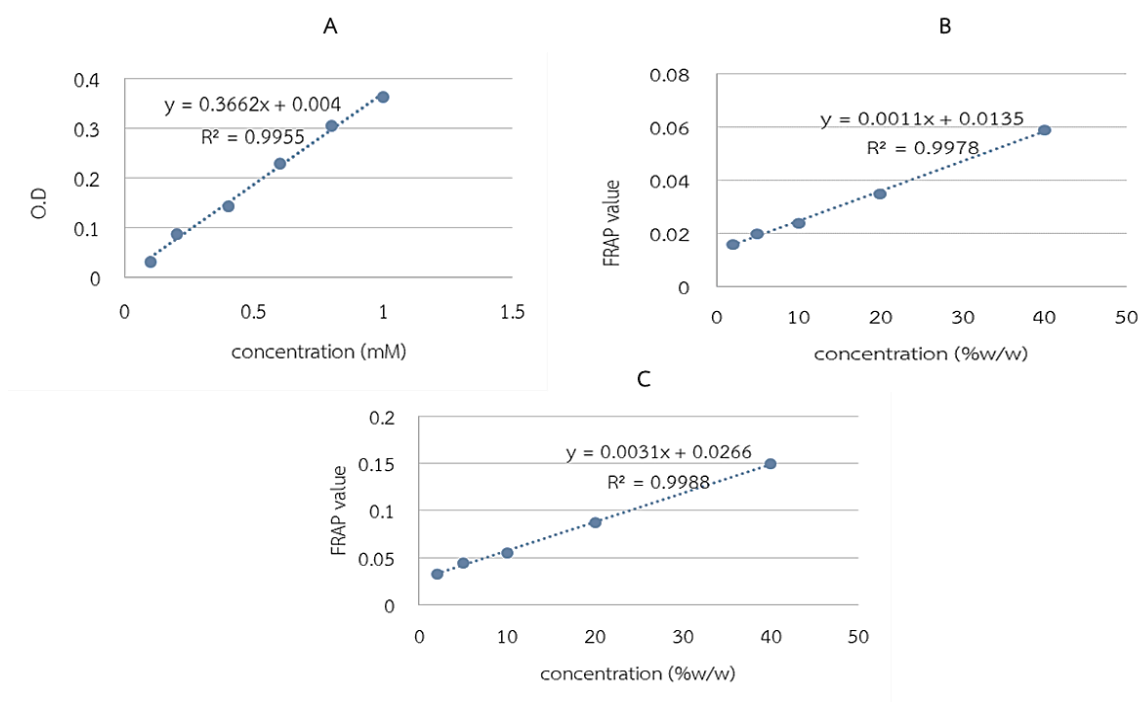 A
0.4
0.3
0.2
0.1
0
O.D
y = 0.3662x + 0.004
R² = 0.9955
0 0.5 1 1.5
concentration (mM)
B
0.08
0.06
0.04
0.02
0
FRAP value
y = 0.0011x + 0.0135
R² = 0.9978
0 10 20 30 40 50
concentration (%w/w)
C
0.2
0.15
0.1
0.05
0
FRAP value
y = 0.0031x + 0.0266
R² = 0.9988
0 10 20 30 40 50
concentration (%w/w)